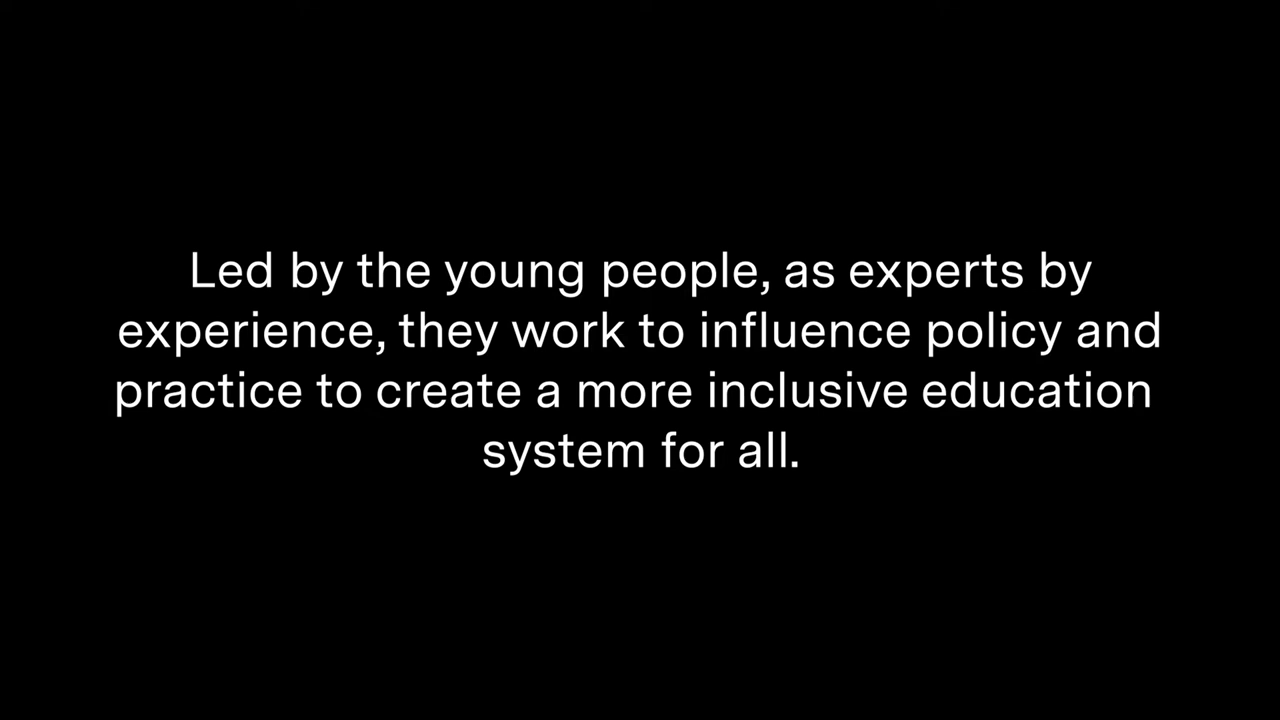 Led by the young people, as experts by
experience, they work to influence policy and
practice to create a more inclusive education
system for all.